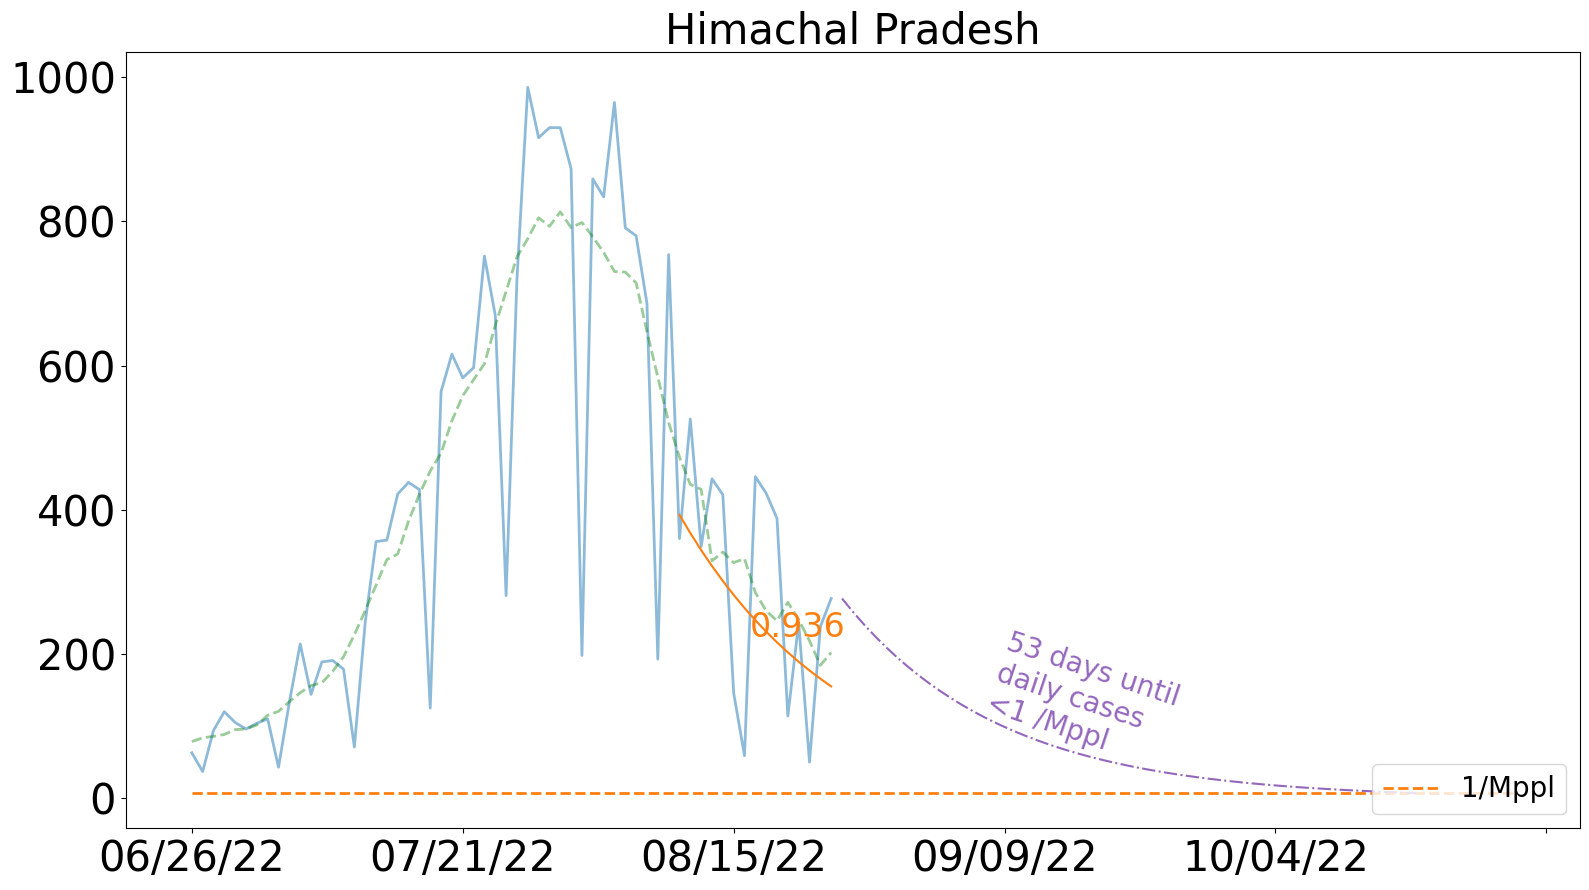 Himachal Pradesh
1000
800
600
400
200
0
0.936
53 days until
daily cases
<1 /Mppl
1/Mppl
06/26/22
07/21/22
08/15/22
09/09/22
10/04/22